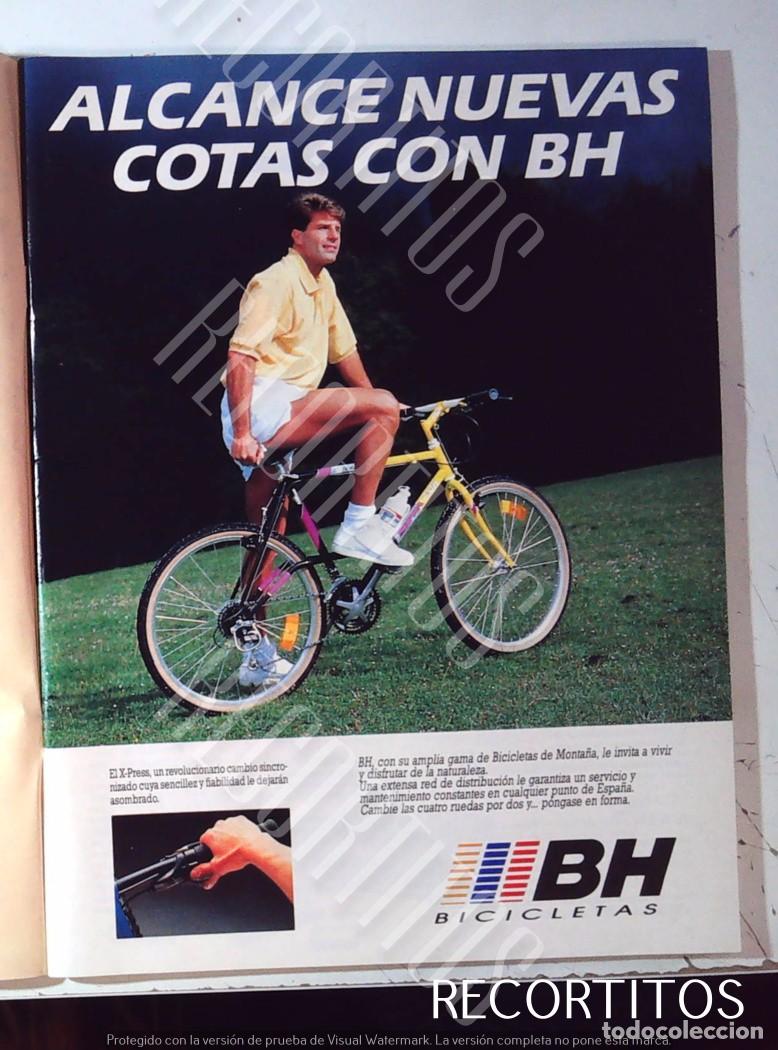 ALCANCE NUEVAS
COTAS CON BH
El X-Press, un revolucionario cambio sincro-
nizado cuya sencillez y fiabilidad le dejarán
asombrado.
BH, con su amplia gama de Bicicletas de Montaña, le invita a vivir
y disfrutar de la naturaleza.
Una extensa red de distribución le garantiza un servicio y
mantenimiento constantes en cualquier punto de España.
Cambie las cuatro ruedas por dos y... póngase en forma.
BH
BICICLETAS
RECORTITOS
RECORTITOS
RECORTITOS
RECORTITOS
todocoleccion
Protegido con la versión de prueba de Visual Watermark. La versión completa no pone esta marca.